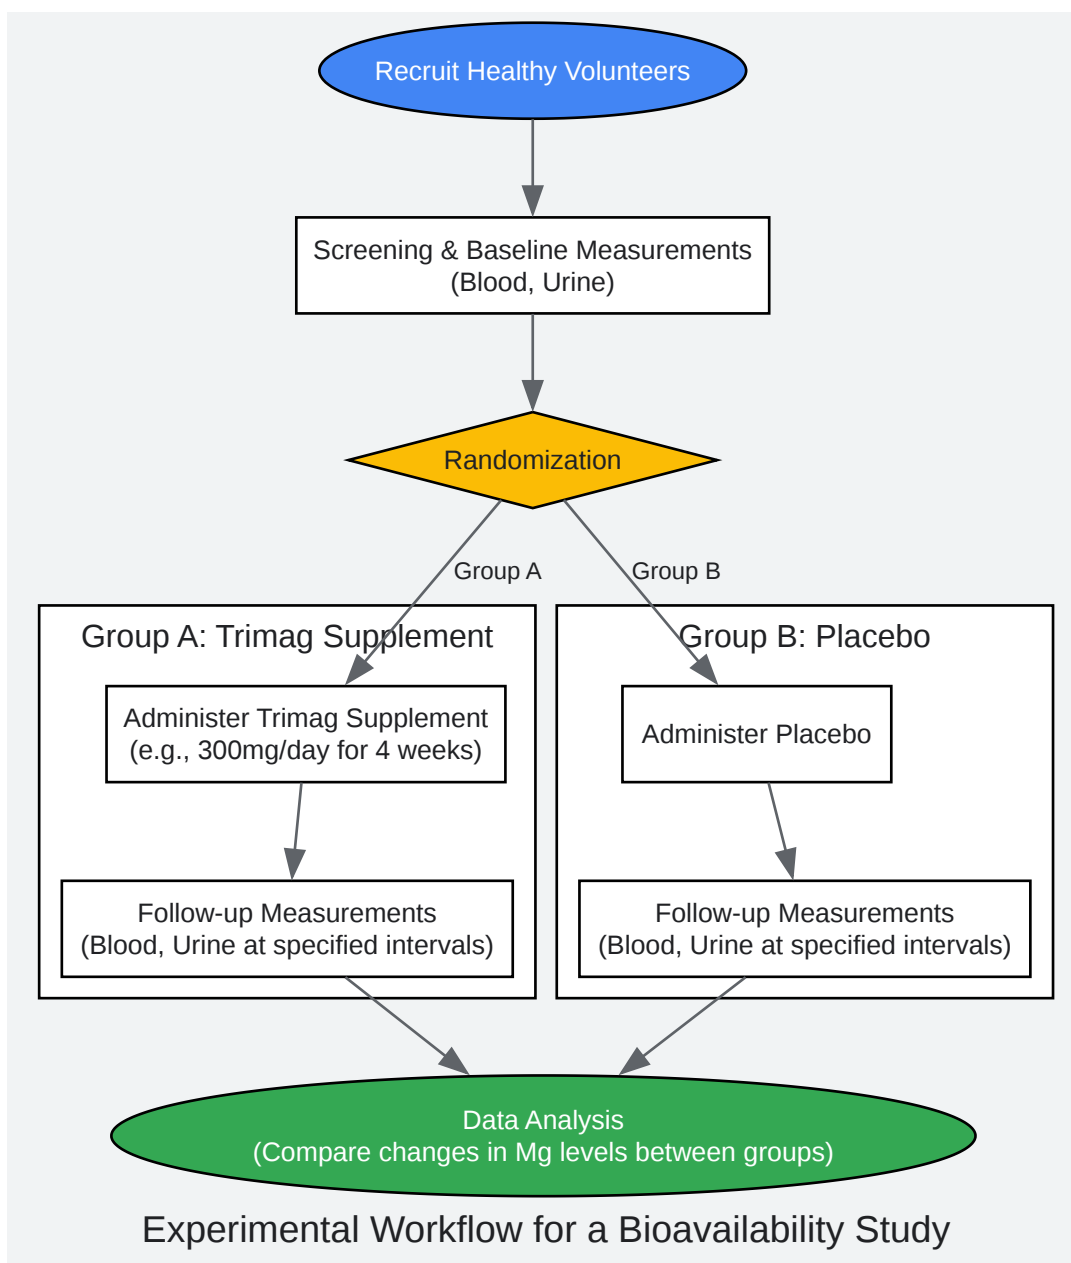 Recruit Healthy Volunteers
Screening & Baseline Measurements
(Blood, Urine)
Randomization
Group A
Group B
Group A: Trimag Supplement
Administer Trimag Supplement
(e.g., 300mg/day for 4 weeks)
Follow-up Measurements
(Blood, Urine at specified intervals)
Group B: Placebo
Administer Placebo
Follow-up Measurements
(Blood, Urine at specified intervals)
Data Analysis
(Compare changes in Mg levels between groups)
Experimental Workflow for a Bioavailability Study